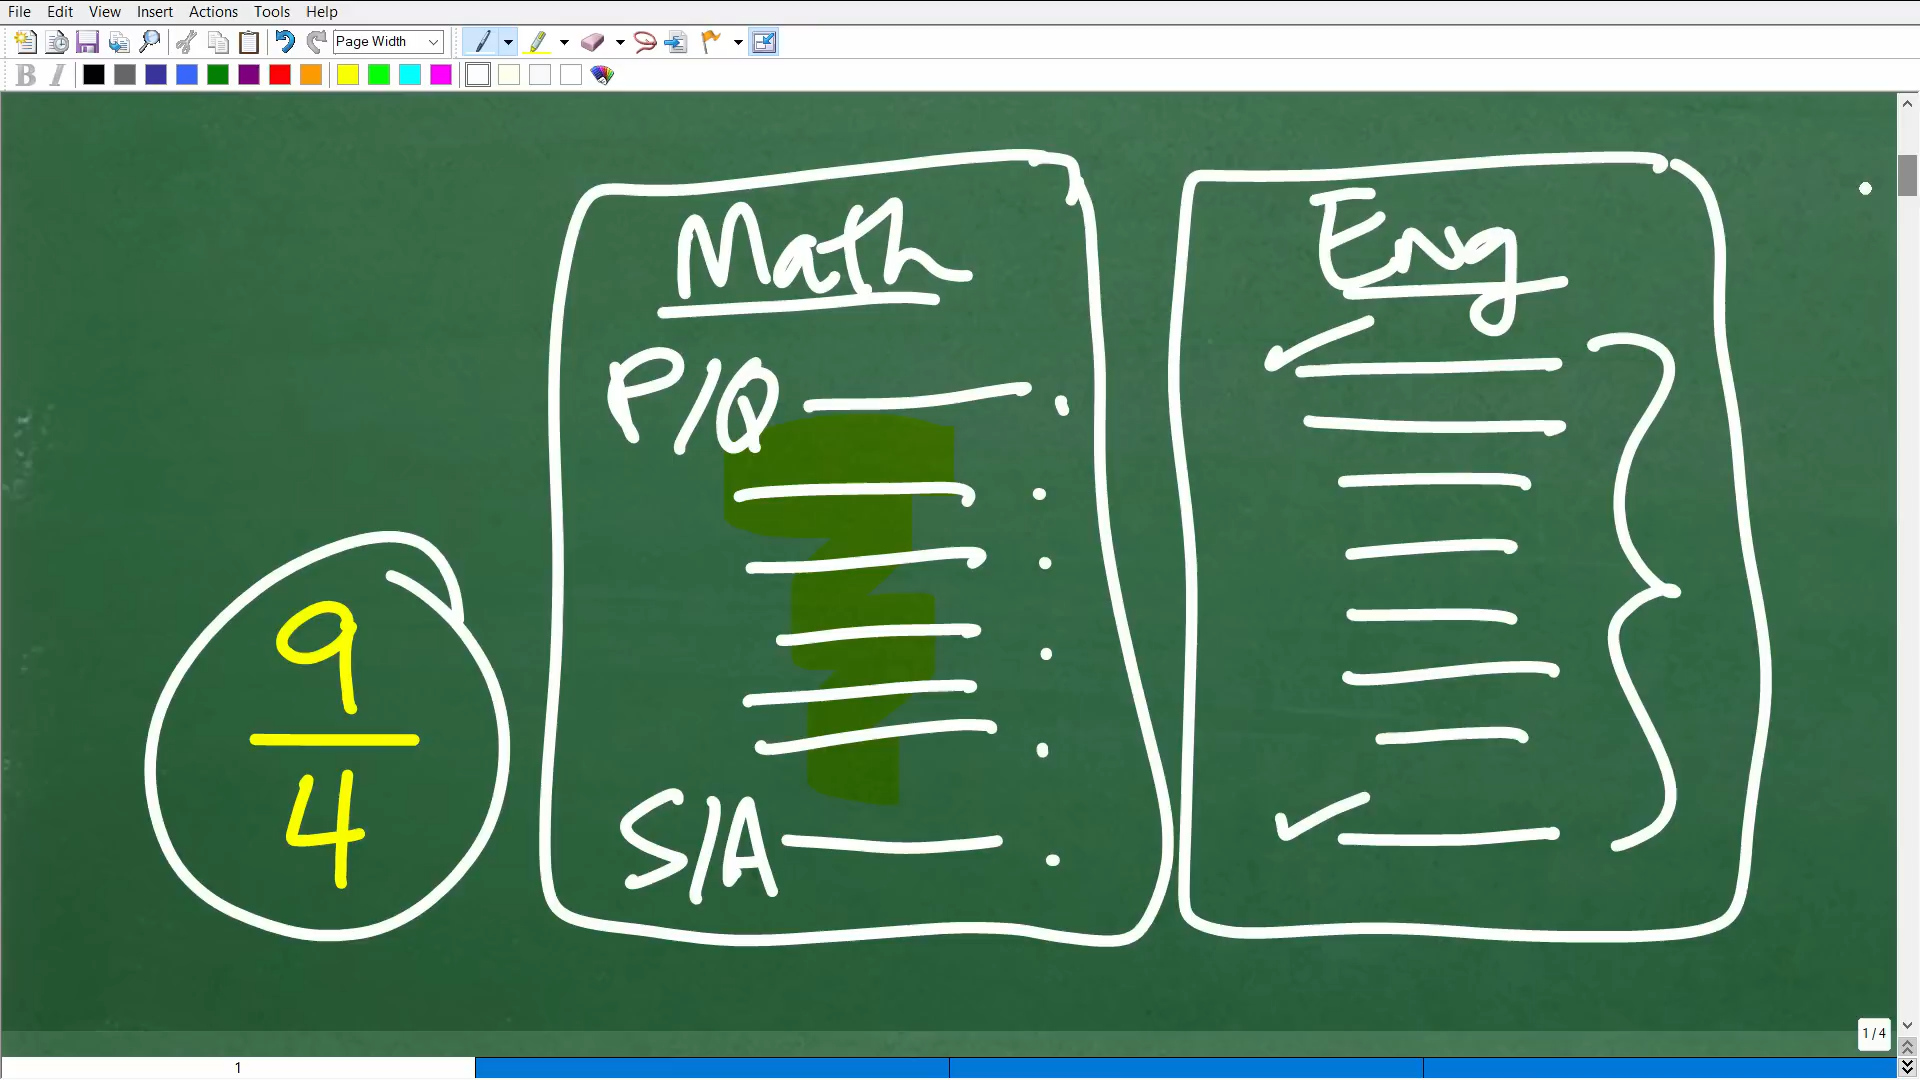 File Edit View Insert Actions Tools Help
Page Width
B I
Math
P/Q
S/A
Eng
9
4
1 / 4
1